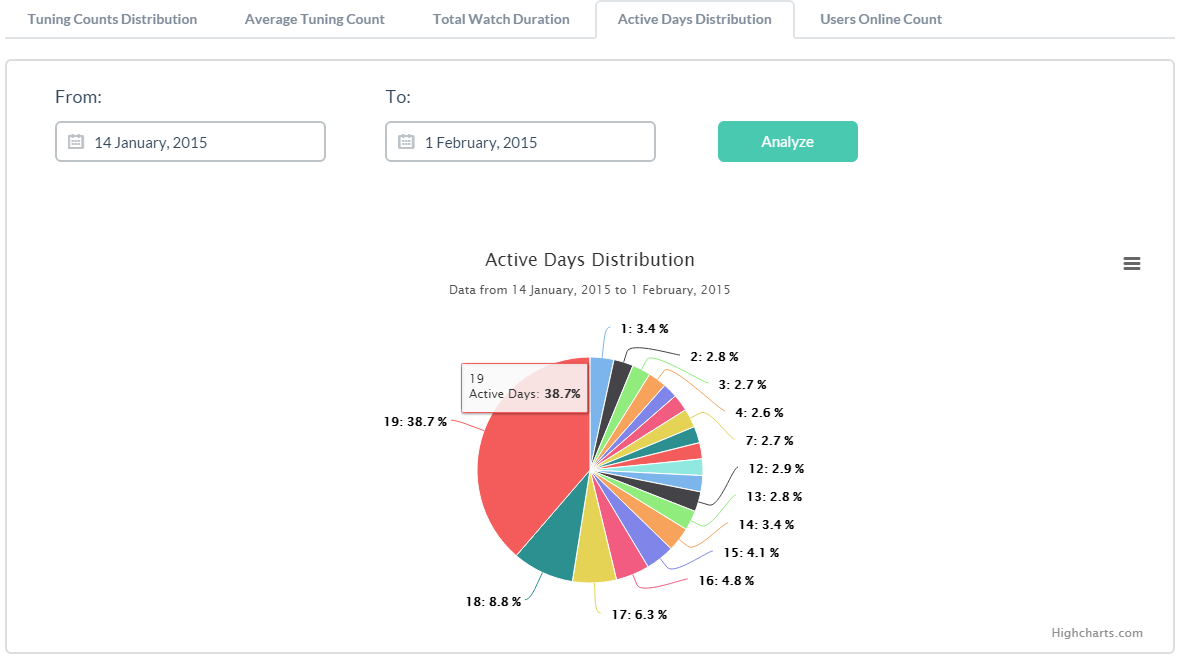 Tuning Counts Distribution
Average Tuning Count
Total Watch Duration
Active Days Distribution
Users Online Count
From:
To:
14 January, 2015
1 February, 2015
Analyze
Active Days Distribution
Data from 14 January, 2015 to 1 February, 2015
1: 3.4 %
2: 2.8 %
3: 2.7 %
4: 2.6 %
7: 2.7 %
12: 2.9 %
13: 2.8 %
14: 3.4 %
15: 4.1 %
16: 4.8 %
17: 6.3 %
18: 8.8 %
19: 38.7 %
19
Active Days: 38.7%
Highcharts.com